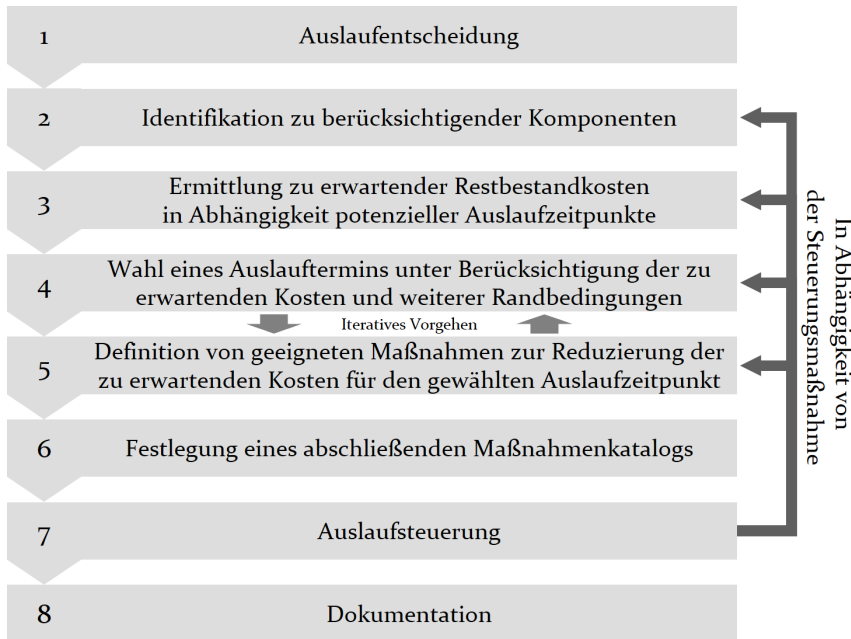 1
Auslaufentscheidung
2
Identifikation zu berücksichtigender Komponenten
3
Ermittlung zu erwartender Restbestandkosten
in Abhängigkeit potenzieller Auslaufzeitpunkte
4
Wahl eines Auslauftermins unter Berücksichtigung der zu
erwartenden Kosten und weiterer Randbedingungen
Iteratives Vorgehen
5
Definition von geeigneten Maßnahmen zur Reduzierung der
zu erwartenden Kosten für den gewählten Auslaufzeitpunkt
6
Festlegung eines abschließenden Maßnahmenkatalogs
7
Auslaufsteuerung
8
Dokumentation
In Abhängigkeit von
der Steuerungsmaßnahme